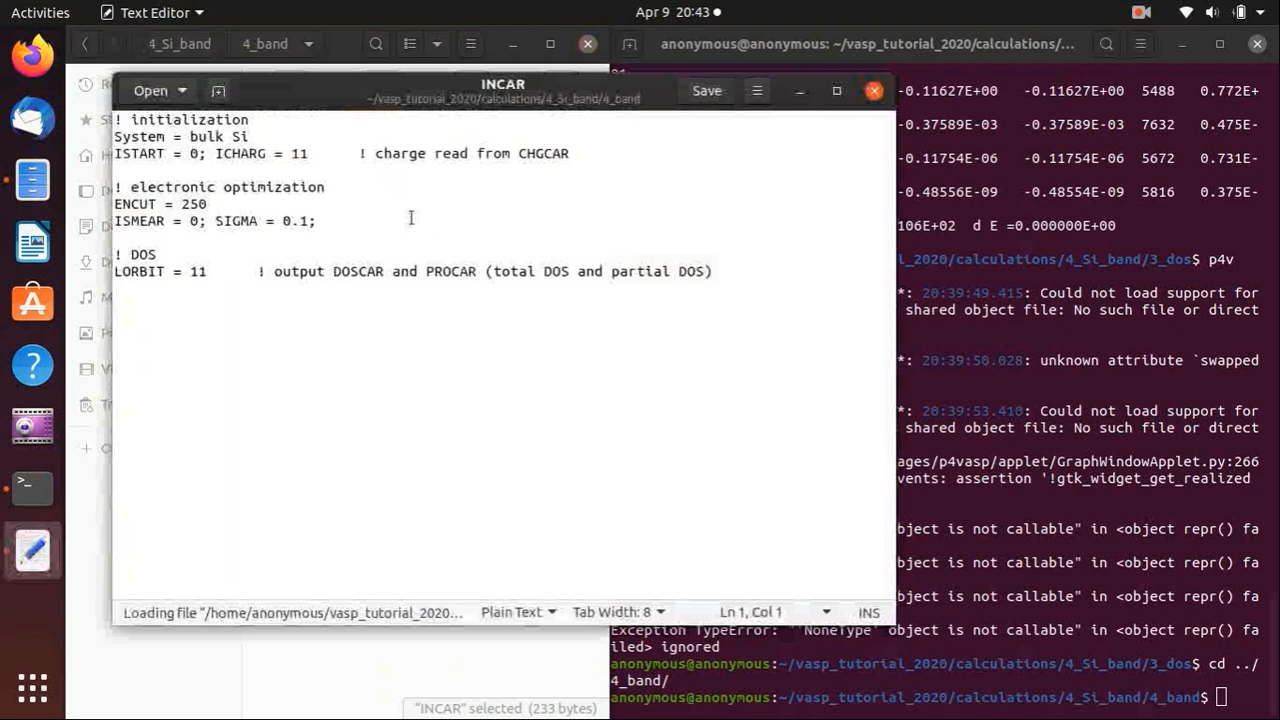 Activities
Text Editor
Apr 9 20:43
4_Si_band
4_band
anonymous@anonymous: ~/vasp_tutorial_2020/calculations/…
Open
INCAR
~/vasp_tutorial_2020/calculations/4_Si_band/4_band
Save
! initialization
System = bulk Si
ISTART = 0; ICHARG = 11 ! charge read from CHGCAR
! electronic optimization
ENCUT = 250
ISMEAR = 0; SIGMA = 0.1;
! DOS
LORBIT = 11 ! output DOSCAR and PROCAR (total DOS and partial DOS)
Loading file "/home/anonymous/vasp_tutorial_2020…
Plain Text
Tab Width: 8
Ln 1, Col 1
INS
"INCAR" selected (233 bytes)
-0.11627E+00 -0.11627E+00 5488 0.772E+
-0.37589E-03 -0.37589E-03 7632 0.475E-
-0.11754E-06 -0.11754E-06 5672 0.231E-
-0.48556E-09 -0.48554E-09 5816 0.375E-
106E+02 d E =0.000000E+00
l_2020/calculations/4_Si_band/3_dos$ p4v
*: 20:39:49.415: Could not load support for
shared object file: No such file or direct
*: 20:39:50.028: unknown attribute `swapped
*: 20:39:53.410: Could not load support for
shared object file: No such file or direct
ages/p4vasp/applet/GraphWindowApplet.py:266
vents: assertion '!gtk_widget_get_realized
bject is not callable" in <object repr() fa
bject is not callable" in <object repr() fa
bject is not callable" in <object repr() fa
Exception TypeError: "'NoneType' object is not callable" in <object repr() fa
iled> ignored
anonymous@anonymous:~/vasp_tutorial_2020/calculations/4_Si_band/3_dos$ cd ../
4_band/
anonymous@anonymous:~/vasp_tutorial_2020/calculations/4_Si_band/4_band$